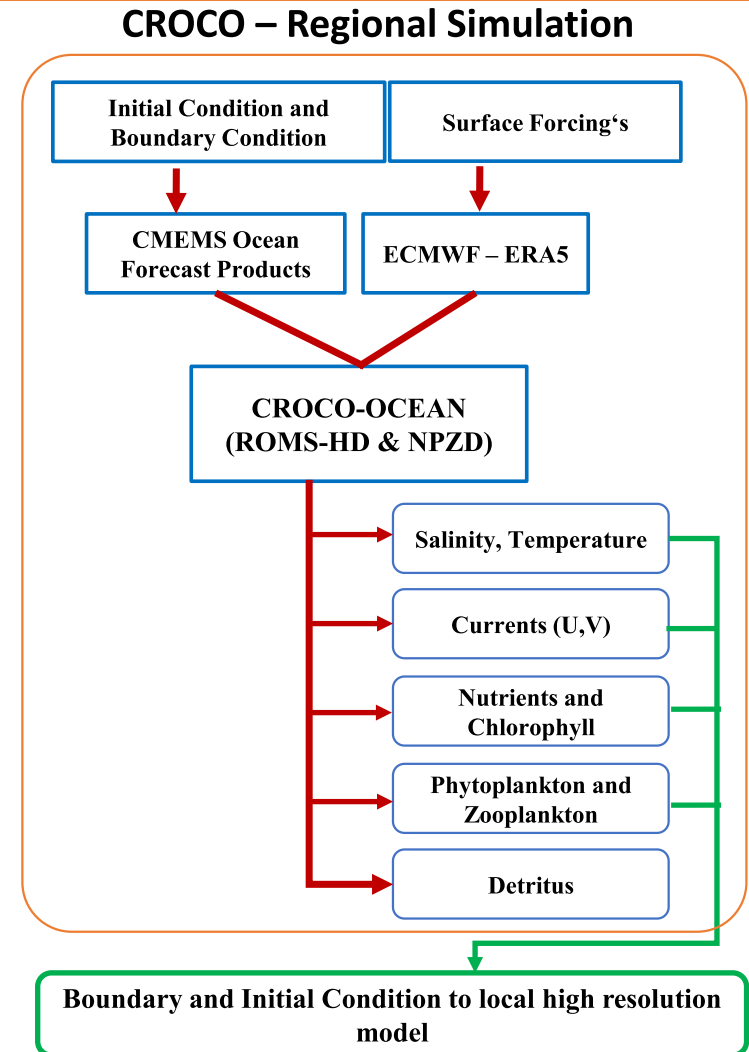 CROCO – Regional Simulation
Initial Condition and
Boundary Condition
Surface Forcing‘s
CMEMS Ocean
Forecast Products
ECMWF – ERA5
CROCO-OCEAN
(ROMS-HD & NPZD)
Salinity, Temperature
Currents (U,V)
Nutrients and
Chlorophyll
Phytoplankton and
Zooplankton
Detritus
Boundary and Initial Condition to local high resolution
model